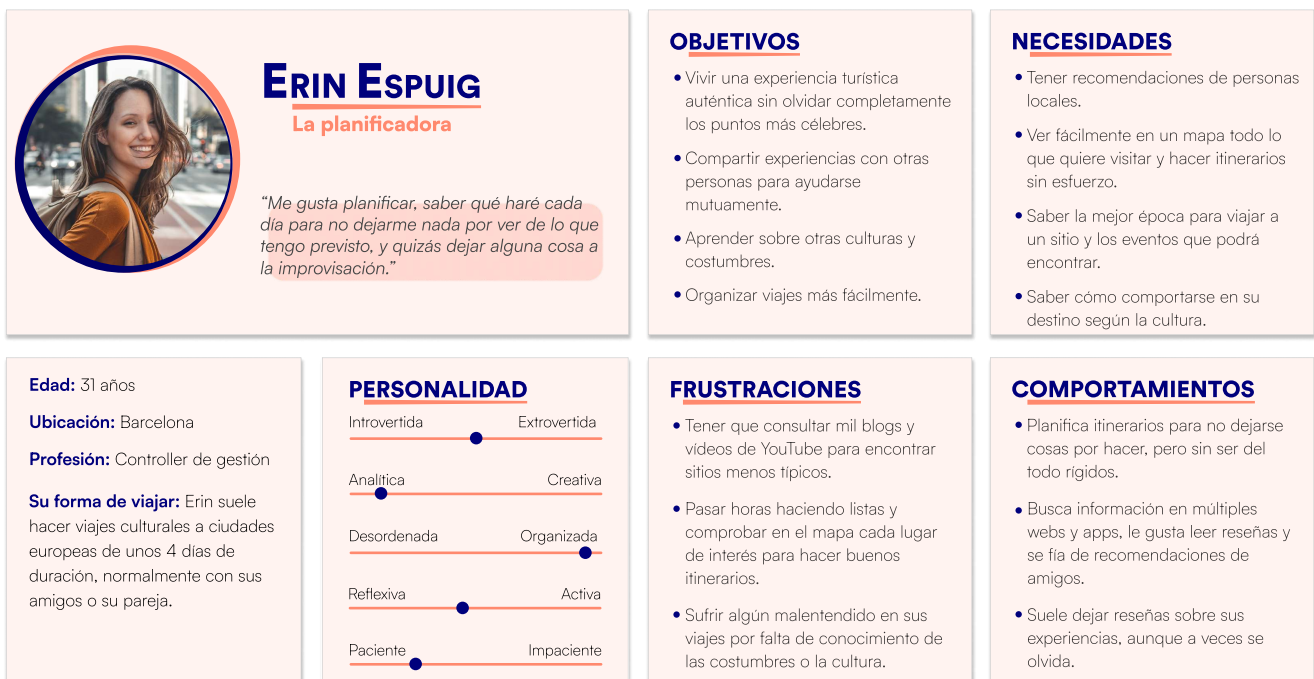 ERIN ESPUIG
La planificadora
“Me gusta planificar, saber qué haré cada
día para no dejarme nada por ver de lo que
tengo previsto, y quizás dejar alguna cosa a
la improvisación.”
OBJETIVOS
• Vivir una experiencia turística
auténtica sin olvidar completamente
los puntos más célebres.
• Compartir experiencias con otras
personas para ayudarse
mutuamente.
• Aprender sobre otras culturas y
costumbres.
• Organizar viajes más fácilmente.
NECESIDADES
• Tener recomendaciones de personas
locales.
• Ver fácilmente en un mapa todo lo
que quiere visitar y hacer itinerarios
sin esfuerzo.
• Saber la mejor época para viajar a
un sitio y los eventos que podrá
encontrar.
• Saber cómo comportarse en su
destino según la cultura.
Edad: 31 años
Ubicación: Barcelona
Profesión: Controller de gestión
Su forma de viajar: Erin suele
hacer viajes culturales a ciudades
europeas de unos 4 días de
duración, normalmente con sus
amigos o su pareja.
PERSONALIDAD
Introvertida Extrovertida
Analítica Creativa
Desordenada Organizada
Reflexiva Activa
Paciente Impaciente
FRUSTRACIONES
• Tener que consultar mil blogs y
vídeos de YouTube para encontrar
sitios menos típicos.
• Pasar horas haciendo listas y
comprobar en el mapa cada lugar
de interés para hacer buenos
itinerarios.
• Sufrir algún malentendido en sus
viajes por falta de conocimiento de
las costumbres o la cultura.
COMPORTAMIENTOS
• Planifica itinerarios para no dejarse
cosas por hacer, pero sin ser del
todo rígidos.
• Busca información en múltiples
webs y apps, le gusta leer reseñas y
se fía de recomendaciones de
amigos.
• Suele dejar reseñas sobre sus
experiencias, aunque a veces se
olvida.